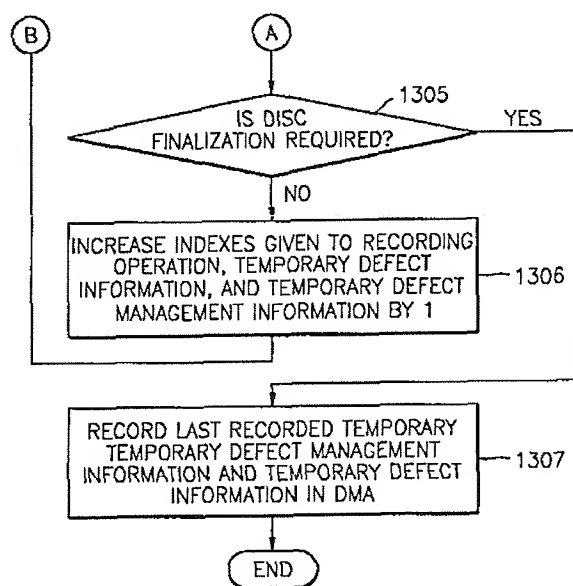 B
A
1305
IS DISC
FINALIZATION REQUIRED?
YES
NO
INCREASE INDEXES GIVEN TO RECORDING
OPERATION, TEMPORARY DEFECT
INFORMATION, AND TEMPORARY DEFECT
MANAGEMENT INFORMATION BY 1
1306
RECORD LAST RECORDED TEMPORARY
TEMPORARY DEFECT MANAGEMENT
INFORMATION AND TEMPORARY DEFECT
INFORMATION IN DMA
1307
END